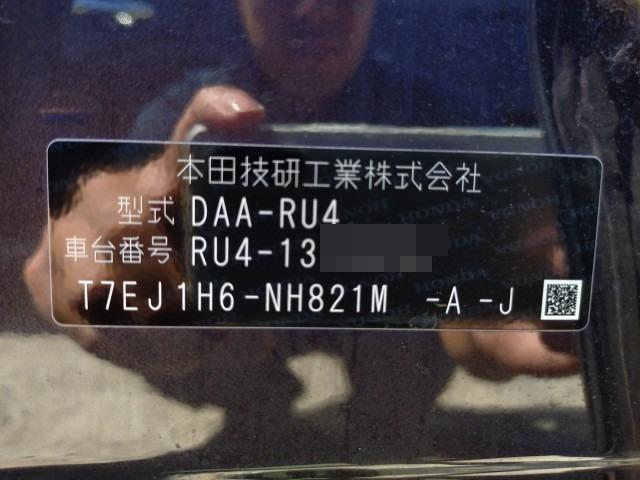 本田技研工業株式会社
型式 DAA-RU4
車台番号 RU4-13
T7EJ1H6-NH821M -A -J